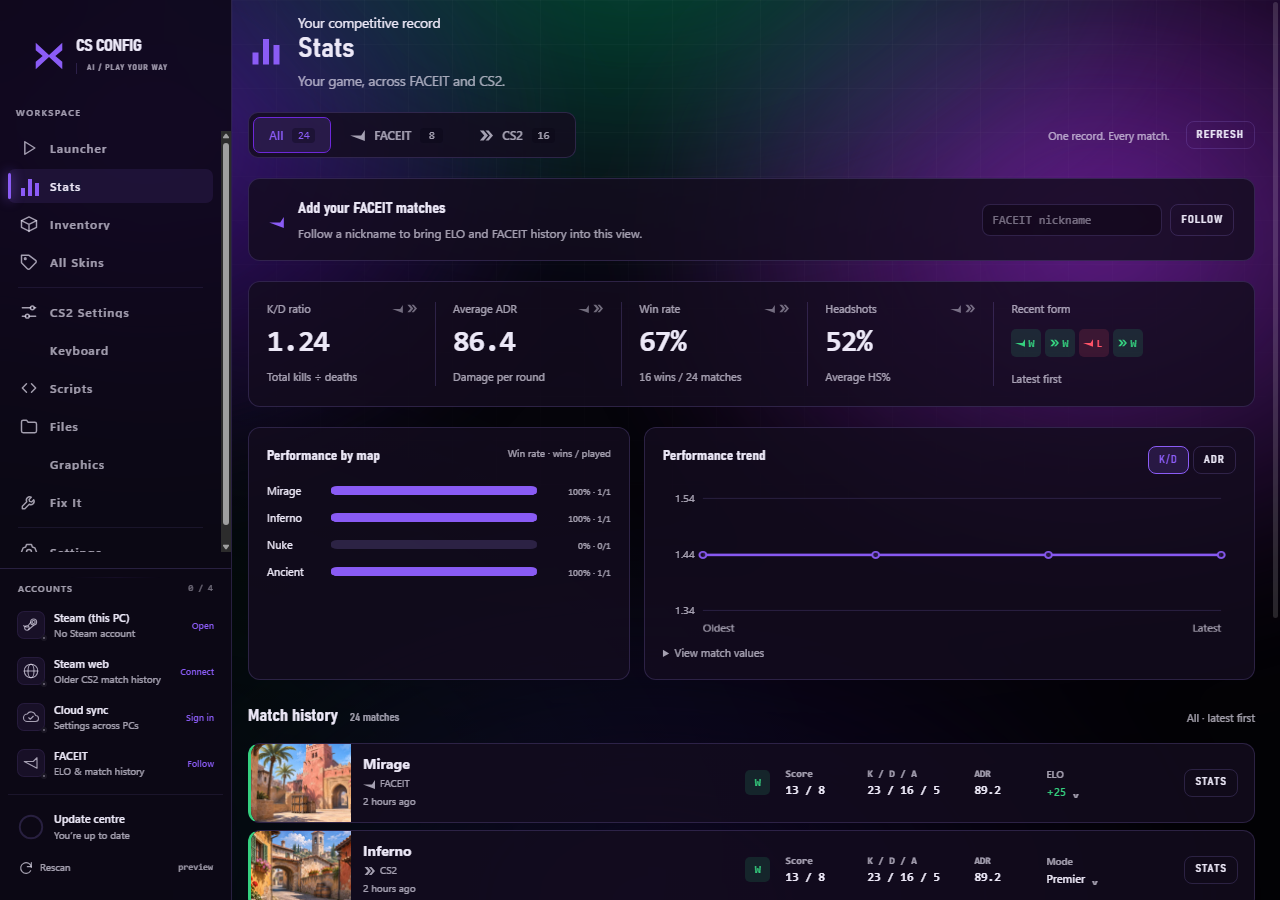 CS CONFIG
AI / PLAY YOUR WAY
WORKSPACE
Launcher
Stats
Inventory
All Skins
CS2 Settings
Keyboard
Scripts
Files
Graphics
Fix It
Settings
ACCOUNTS 0 / 4
Steam (this PC)
No Steam account
Open
Steam web
Older CS2 match history
Connect
Cloud sync
Settings across PCs
Sign in
FACEIT
ELO & match history
Follow
Update centre
You're up to date
Rescan preview
Your competitive record
Stats
Your game, across FACEIT and CS2.
All 24 FACEIT 8 CS2 16
One record. Every match. REFRESH
Add your FACEIT matches
Follow a nickname to bring ELO and FACEIT history into this view.
FACEIT nickname FOLLOW
K/D ratio
1.24
Total kills ÷ deaths
Average ADR
86.4
Damage per round
Win rate
67%
16 wins / 24 matches
Headshots
52%
Average HS%
Recent form
W W L W
Latest first
Performance by map Win rate · wins / played
Mirage 100% · 1/1
Inferno 100% · 1/1
Nuke 0% · 0/1
Ancient 100% · 1/1
Performance trend K/D ADR
1.54
1.44
1.34
Oldest Latest
View match values
Match history 24 matches All · latest first
Mirage
FACEIT
2 hours ago
W
Score
13 / 8
K / D / A
23 / 16 / 5
ADR
89.2
ELO
+25
STATS
Inferno
CS2
2 hours ago
W
Score
13 / 8
K / D / A
23 / 16 / 5
ADR
89.2
Mode
Premier
STATS